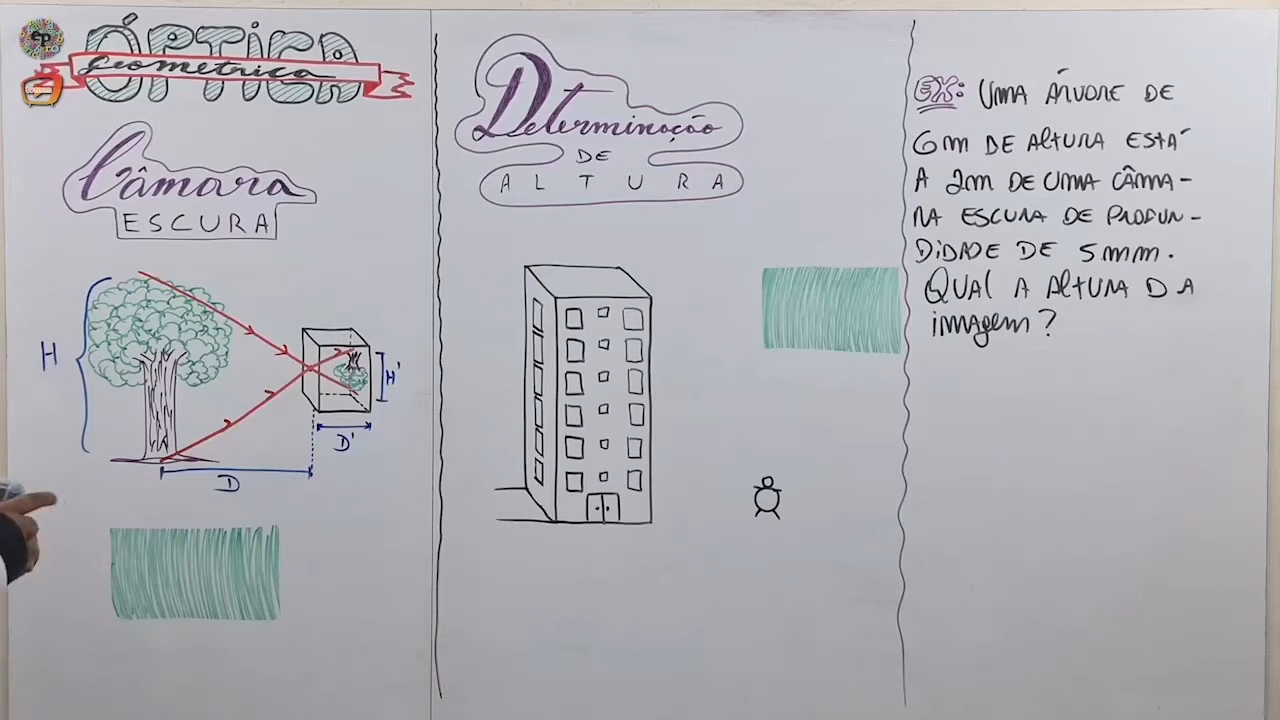 ÓPTICA
Geometrica
Câmara
ESCURA
H
H'
D'
D
Determinação
DE
ALTURA
EX: UMA ÁRVORE DE
6m DE ALTURA ESTÁ
A 2m DE UMA CÂMA-
RA ESCURA DE PROFUN-
DIDADE DE 5mm.
QUAL A ALTURA DA
imagem?